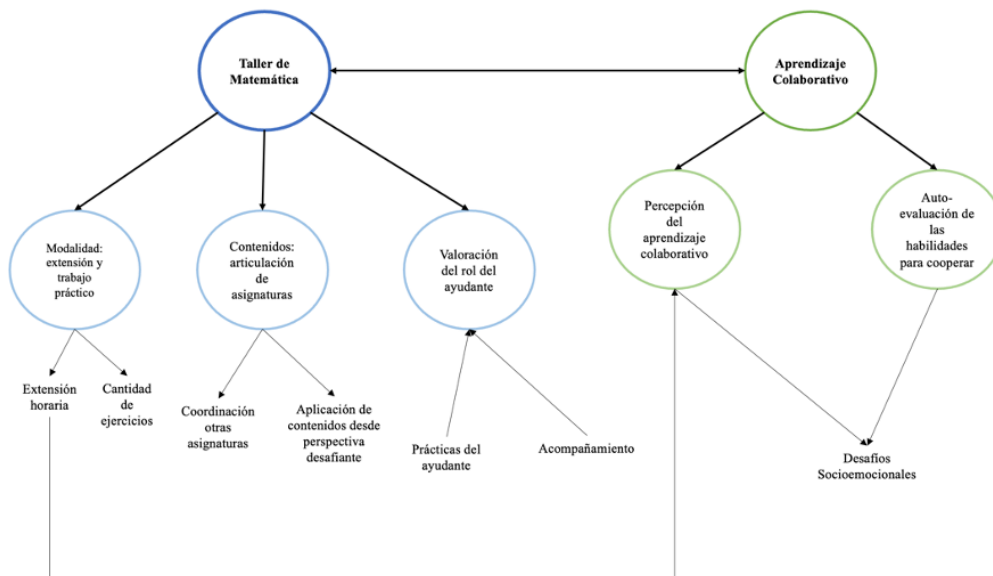 Taller de
Matemática
Aprendizaje
Colaborativo
Modalidad:
extensión y
trabajo
práctico
Contenidos:
articulación
de
asignaturas
Valoración
del rol del
ayudante
Percepción
del
aprendizaje
colaborativo
Auto-
evaluación de
las
habilidades
para cooperar
Extensión
horaria
Cantidad
de
ejercicios
Coordinación
otras
asignaturas
Aplicación de
contenidos desde
perspectiva
desafiante
Prácticas del
ayudante
Acompañamiento
Desafíos
Socioemocionales